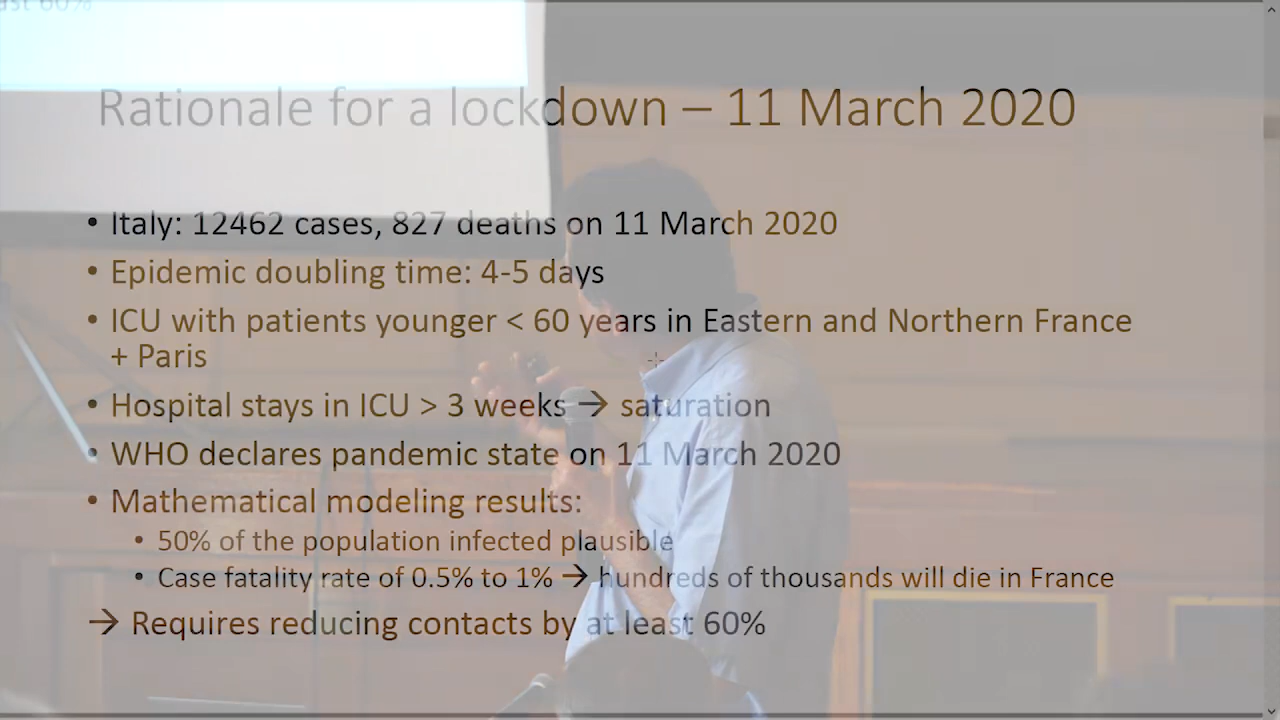 ast 60%
Rationale for a lockdown – 11 March 2020
• Italy: 12462 cases, 827 deaths on 11 March 2020
• Epidemic doubling time: 4-5 days
• ICU with patients younger < 60 years in Eastern and Northern France
+ Paris
• Hospital stays in ICU > 3 weeks → saturation
• WHO declares pandemic state on 11 March 2020
• Mathematical modeling results:
• 50% of the population infected plausible
• Case fatality rate of 0.5% to 1% → hundreds of thousands will die in France
→ Requires reducing contacts by at least 60%